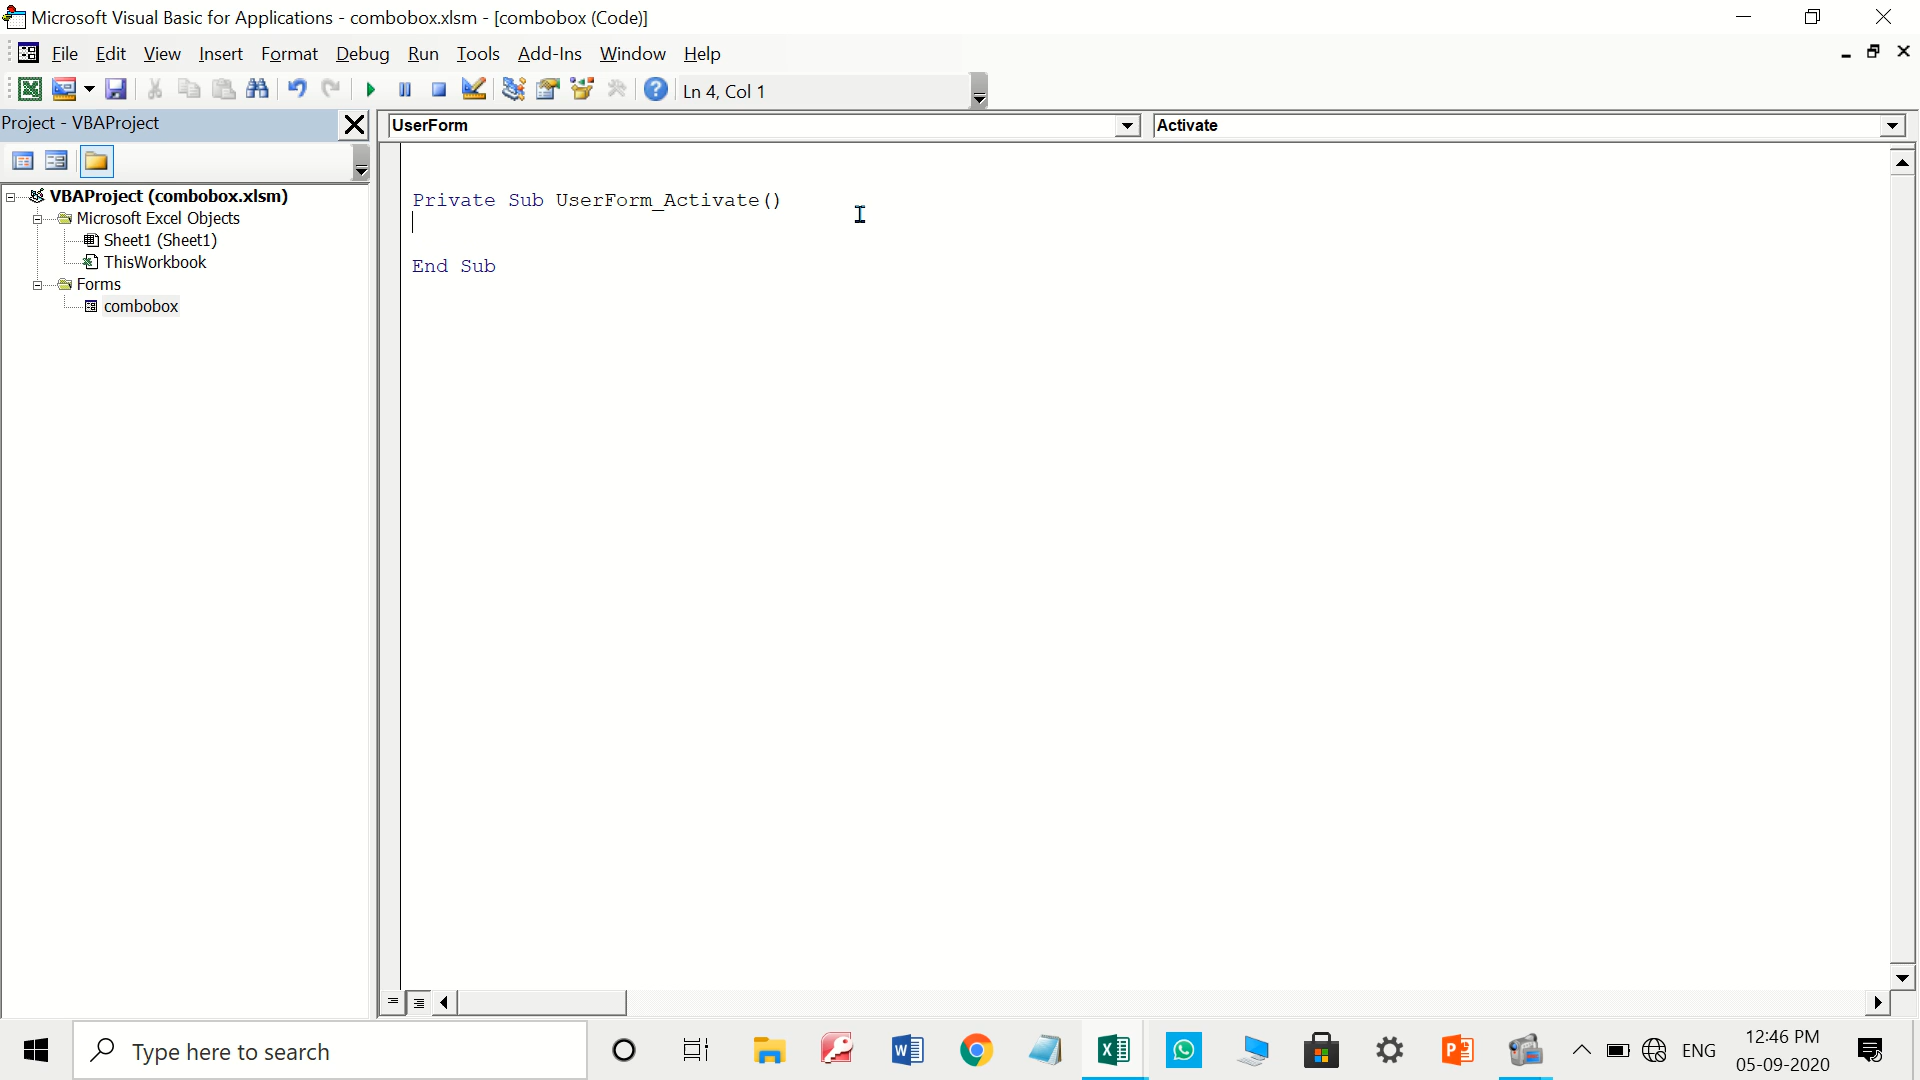 Microsoft Visual Basic for Applications - combobox.xlsm - [combobox (Code)]
File Edit View Insert Format Debug Run Tools Add-Ins Window Help
Ln 4, Col 1
Project - VBAProject
UserForm
Activate
VBAProject (combobox.xlsm)
Microsoft Excel Objects
Sheet1 (Sheet1)
ThisWorkbook
Forms
combobox
Private Sub UserForm_Activate()
End Sub
Type here to search
ENG
12:46 PM
05-09-2020